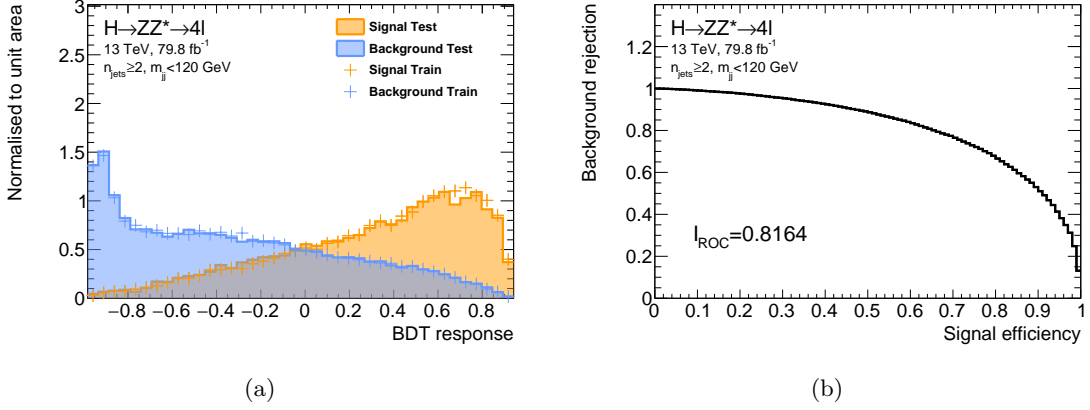 H→ZZ*→4l
13 TeV, 79.8 fb⁻¹
n_jets≥2, m_jj<120 GeV
Signal Test
Background Test
Signal Train
Background Train
Normalised to unit area
3
2.5
2
1.5
1
0.5
0
−0.8 −0.6 −0.4 −0.2 0 0.2 0.4 0.6 0.8
BDT response
(a)
H→ZZ*→4l
13 TeV, 79.8 fb⁻¹
n_jets≥2, m_jj<120 GeV
Background rejection
1.2
1
0.8
0.6
0.4
0.2
0
I_ROC=0.8164
0 0.1 0.2 0.3 0.4 0.5 0.6 0.7 0.8 0.9 1
Signal efficiency
(b)